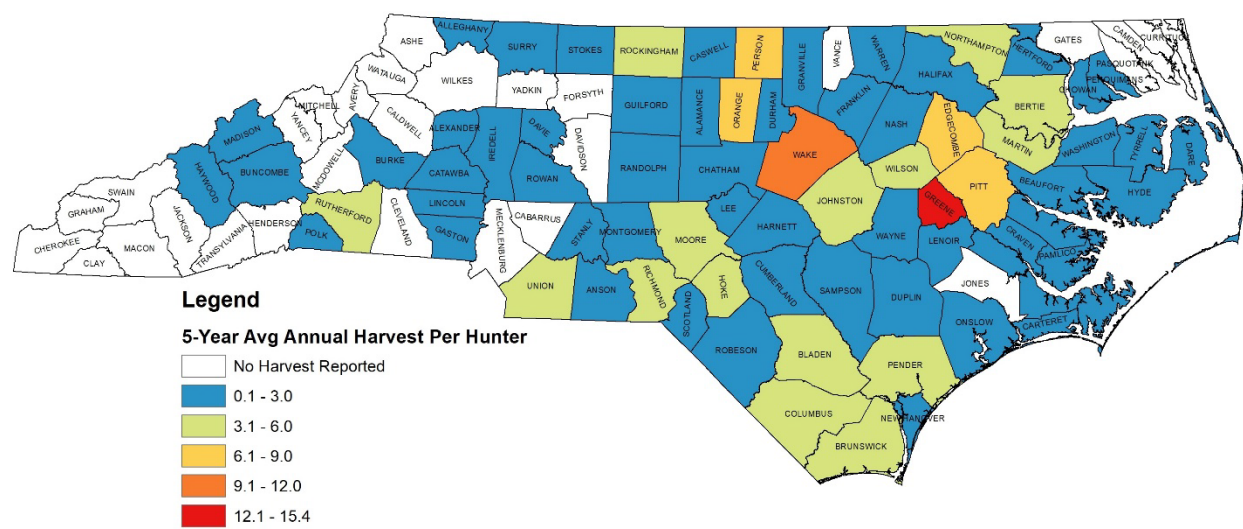 ALLEGHANY
ASHE
SURRY
STOKES
ROCKINGHAM
CASWELL
PERSON
GRANVILLE
VANCE
WARREN
NORTHAMPTON
HERTFORD
GATES
CAMDEN
CURRITUCK
PASQUOTANK
PERQUIMANS
CHOWAN
WATAUGA
WILKES
YADKIN
FORSYTH
GUILFORD
ALAMANCE
ORANGE
DURHAM
FRANKLIN
HALIFAX
BERTIE
MITCHELL
AVERY
YANCEY
CALDWELL
ALEXANDER
IREDELL
DAVIE
DAVIDSON
RANDOLPH
CHATHAM
WAKE
NASH
EDGECOMBE
MARTIN
WASHINGTON
TYRRELL
DARE
MADISON
HAYWOOD
BUNCOMBE
MCDOWELL
BURKE
CATAWBA
ROWAN
JOHNSTON
WILSON
PITT
BEAUFORT
HYDE
SWAIN
GRAHAM
JACKSON
HENDERSON
RUTHERFORD
CLEVELAND
LINCOLN
GASTON
MECKLENBURG
CABARRUS
STANLY
MONTGOMERY
MOORE
LEE
HARNETT
WAYNE
GREENE
LENOIR
CRAVEN
PAMLICO
CHEROKEE
CLAY
MACON
TRANSYLVANIA
POLK
UNION
ANSON
RICHMOND
SCOTLAND
HOKE
CUMBERLAND
SAMPSON
DUPLIN
JONES
ONSLOW
CARTERET
ROBESON
BLADEN
PENDER
COLUMBUS
NEW HANOVER
BRUNSWICK
Legend
5-Year Avg Annual Harvest Per Hunter
No Harvest Reported
0.1 - 3.0
3.1 - 6.0
6.1 - 9.0
9.1 - 12.0
12.1 - 15.4